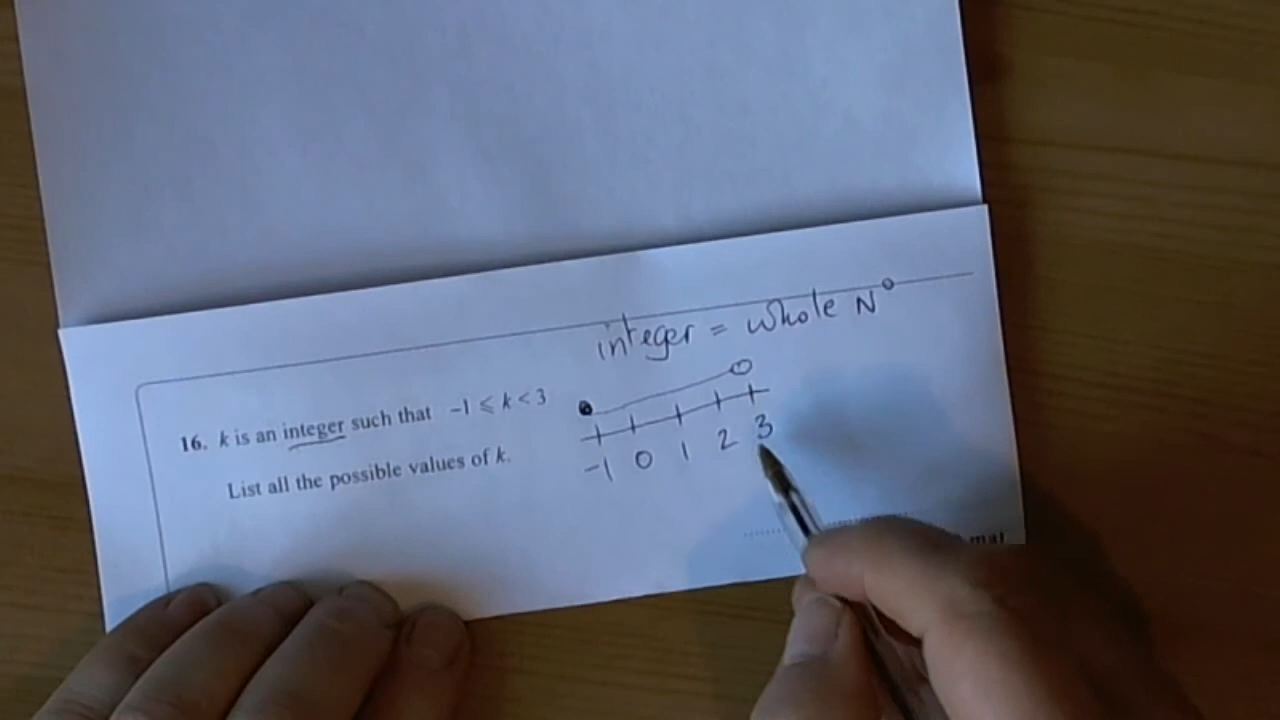 integer = whole Nº
16. k is an integer such that −1 ⩽ k < 3
List all the possible values of k.
−1 0 1 2 3